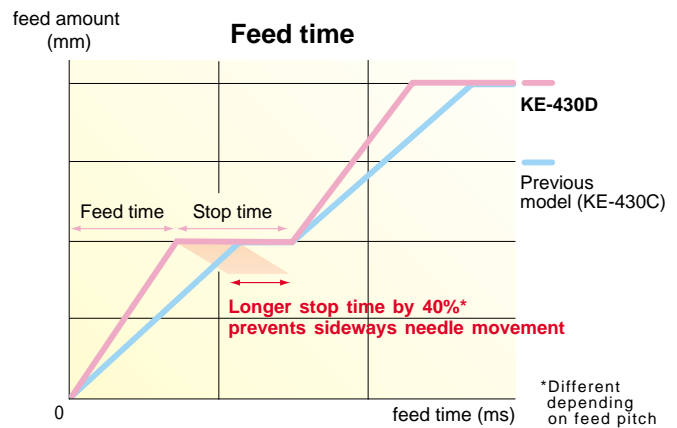 feed amount
(mm)
Feed time
KE-430D
Previous
model (KE-430C)
Feed time
Stop time
Longer stop time by 40%*
prevents sideways needle movement
0
feed time (ms)
*Different
depending
on feed pitch